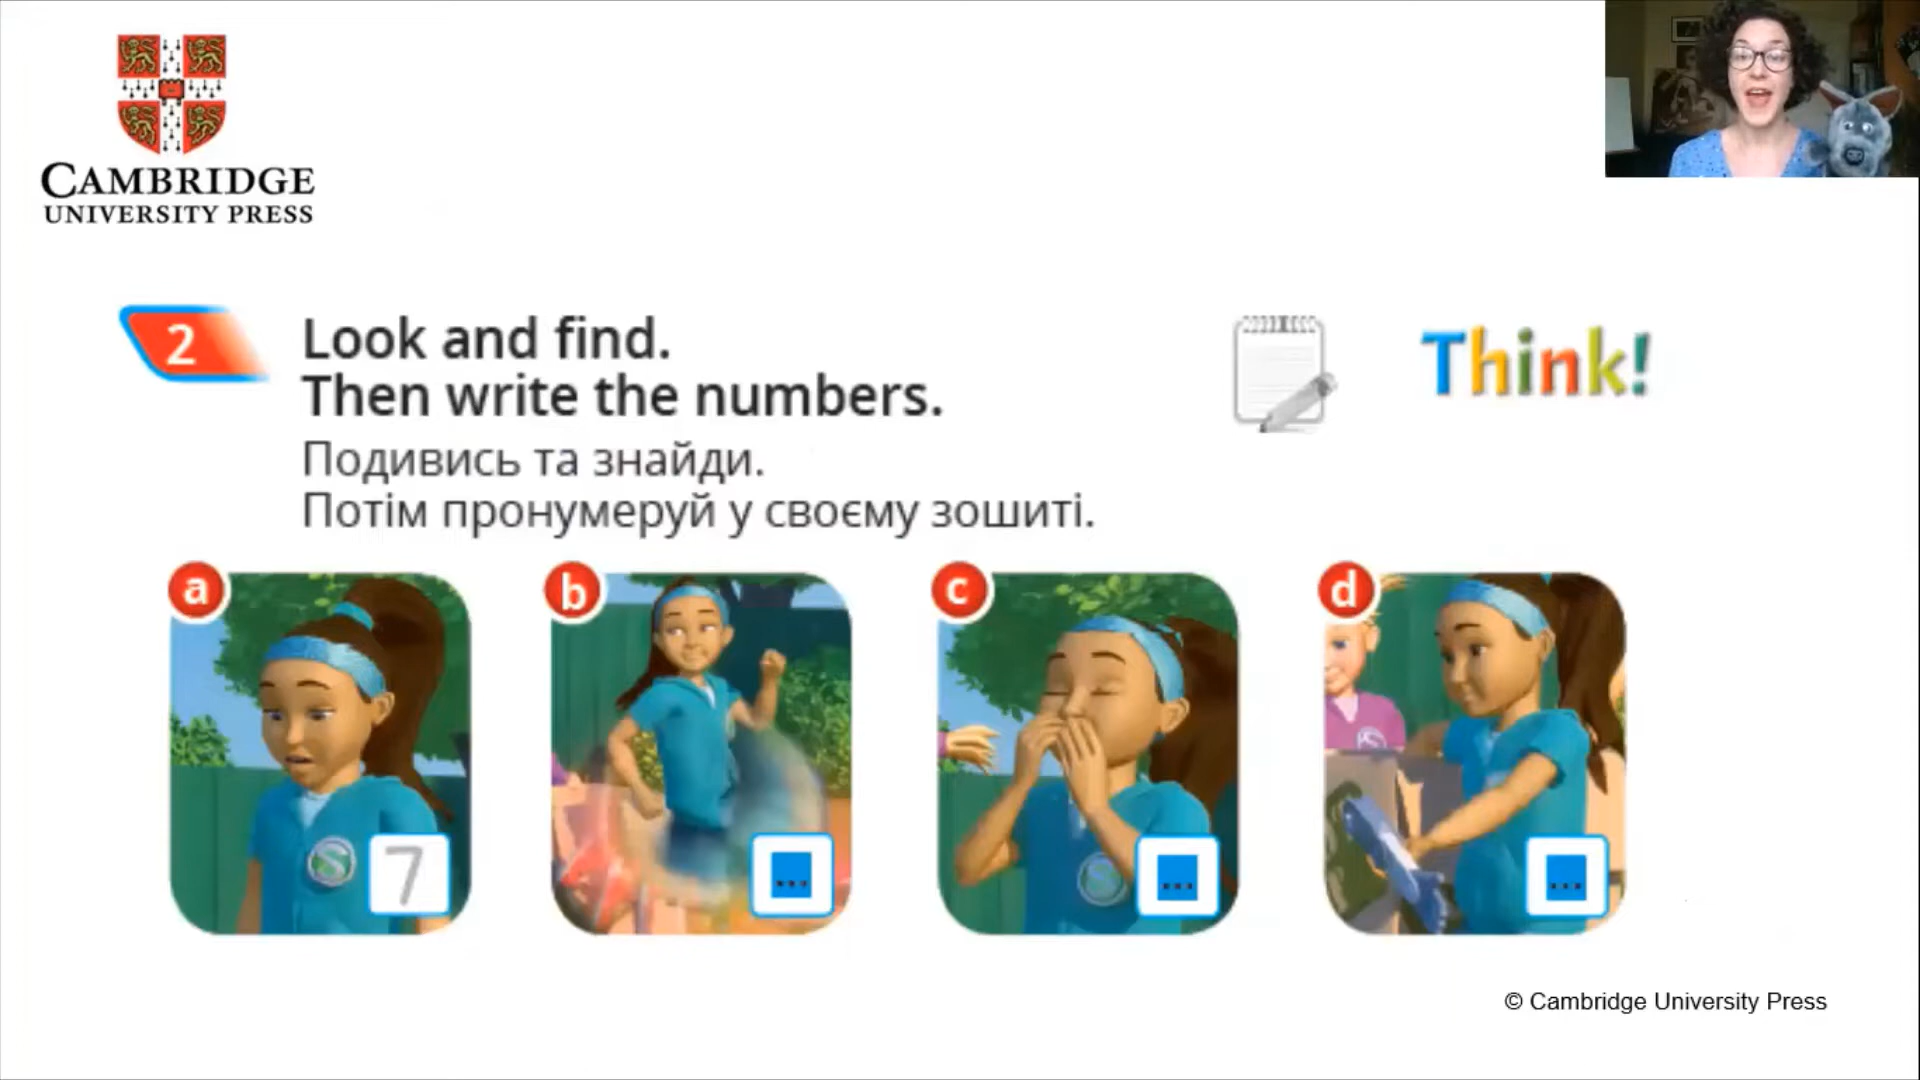 CAMBRIDGE
UNIVERSITY PRESS
2
Look and find.
Then write the numbers.
Подивись та знайди.
Потім пронумеруй у своєму зошиті.
Think!
a
b
c
d
S
7
...
S
...
...
© Cambridge University Press